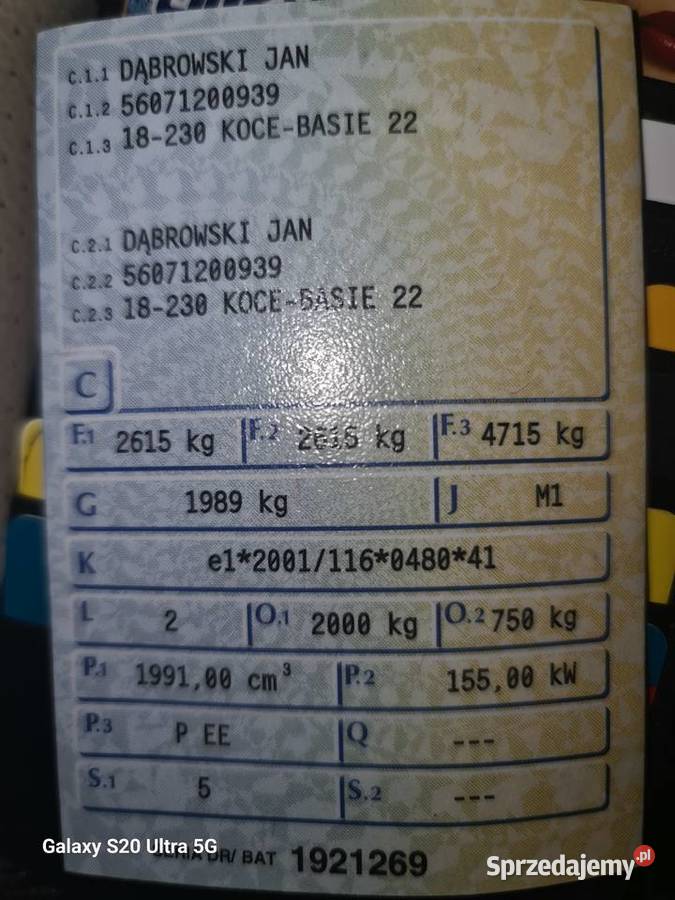 C.1.1 DĄBROWSKI JAN
C.1.2 56071200939
C.1.3 18-230 KOCE-BASIE 22
C.2.1 DĄBROWSKI JAN
C.2.2 56071200939
C.2.3 18-230 KOCE-BASIE 22
C
F.1 2615 kg F.2 2615 kg F.3 4715 kg
G 1989 kg J M1
K e1*2001/116*0480*41
L 2 O.1 2000 kg O.2 750 kg
P.1 1991,00 cm³ P.2 155,00 kW
P.3 P EE Q ---
S.1 5 S.2 ---
Galaxy S20 Ultra 5G
SERIA DR/ BAT 1921269
Sprzedajemy.pl